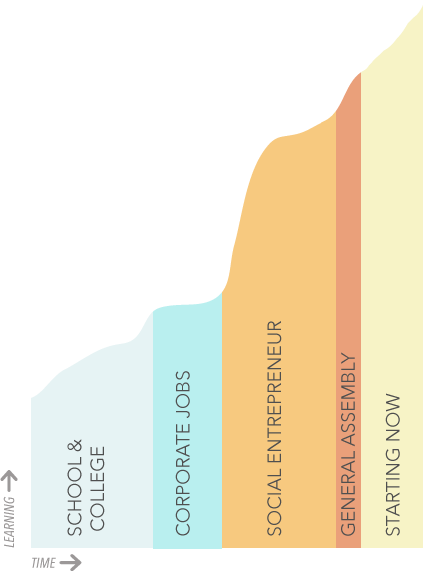 SCHOOL &
COLLEGE
CORPORATE JOBS
SOCIAL ENTREPRENEUR
GENERAL ASSEMBLY
STARTING NOW
LEARNING
TIME